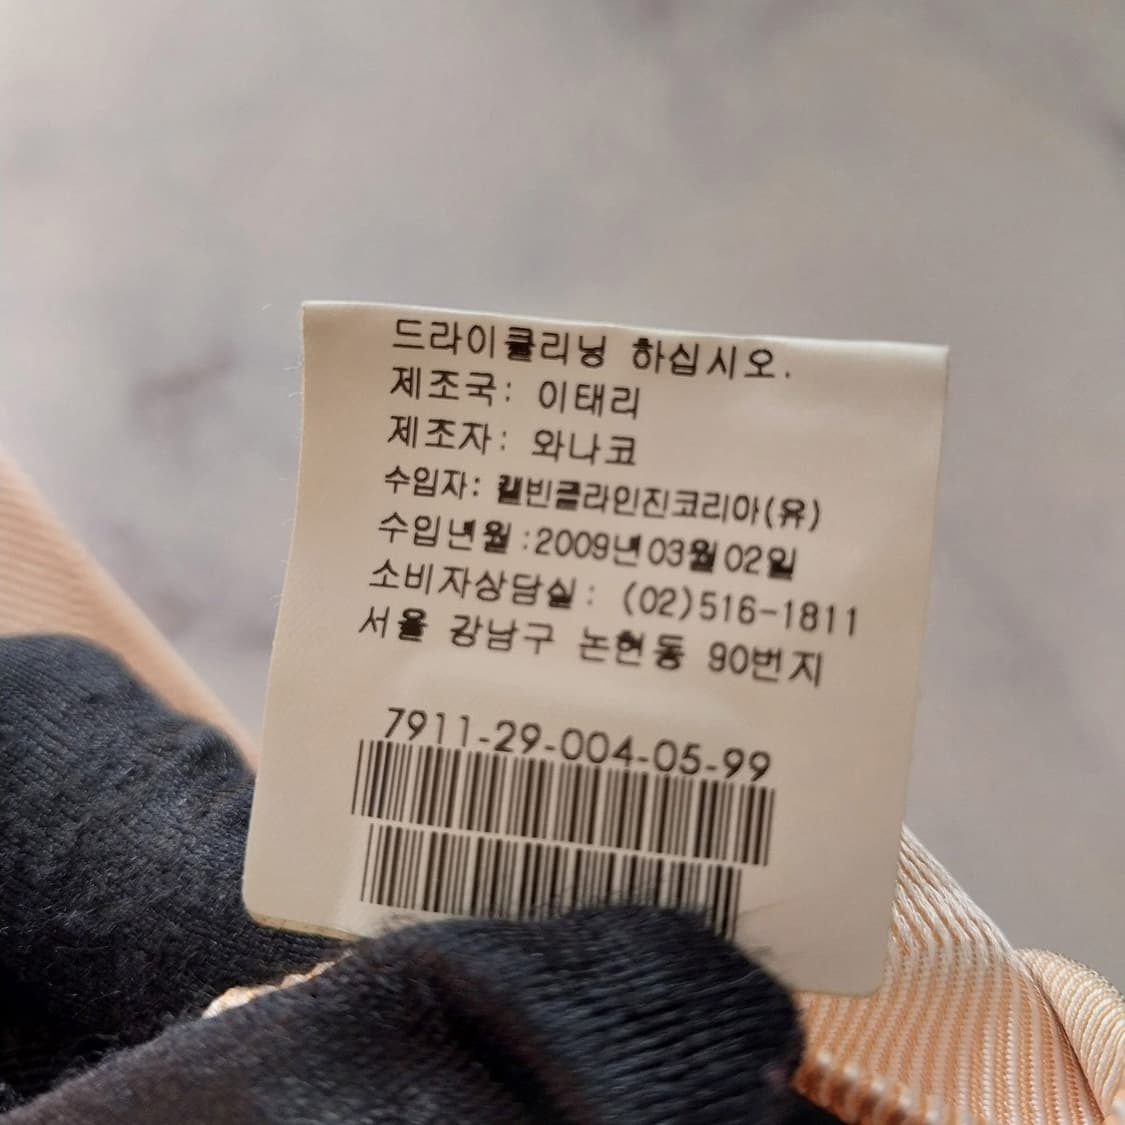 드라이클리닝 하십시오.
제조국: 이태리
제조자: 와나코
수입자: 캘빈클라인진코리아(유)
수입년월:2009년03월02일
소비자상담실: (02)516-1811
서울 강남구 논현동 90번지
7911-29-004-05-99